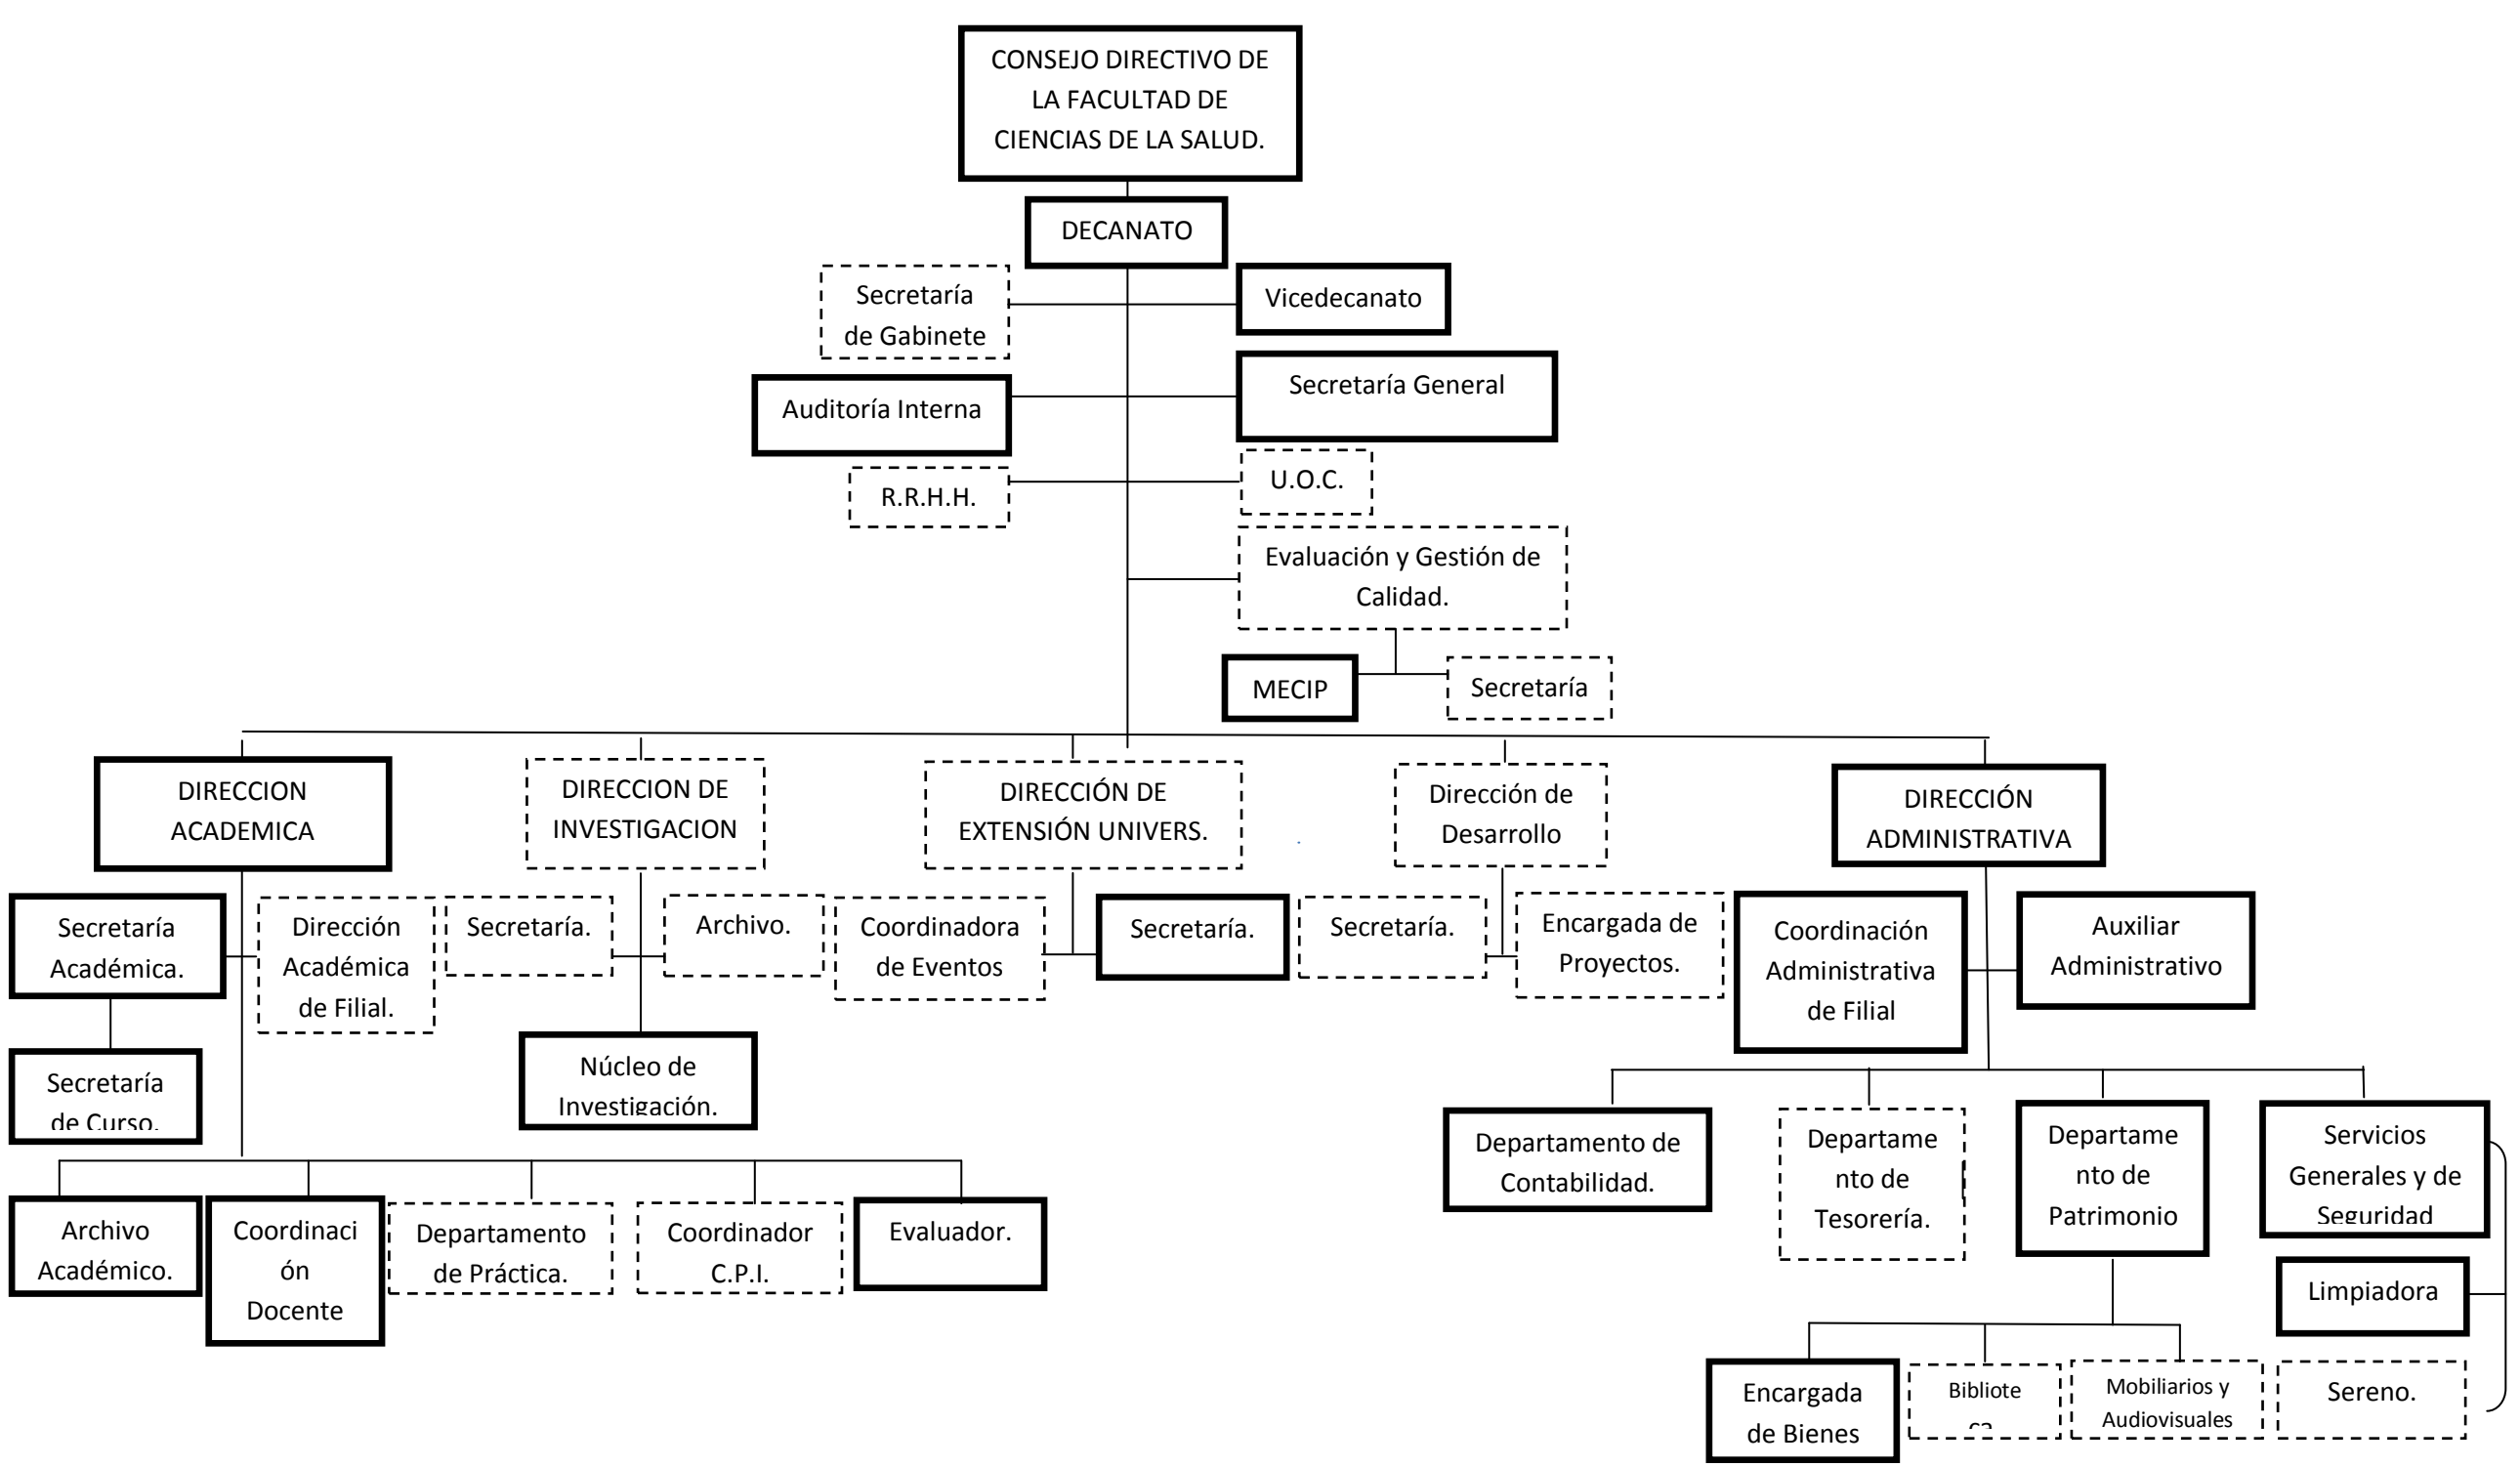 CONSEJO DIRECTIVO DE
LA FACULTAD DE
CIENCIAS DE LA SALUD.
DECANATO
Secretaría
de Gabinete
Vicedecanato
Auditoría Interna
Secretaría General
R.R.H.H.
U.O.C.
Evaluación y Gestión de
Calidad.
MECIP
Secretaría
DIRECCION
ACADEMICA
DIRECCION DE
INVESTIGACION
DIRECCIÓN DE
EXTENSIÓN UNIVERS.
Dirección de
Desarrollo
DIRECCIÓN
ADMINISTRATIVA
Secretaría
Académica.
Dirección
Académica
de Filial.
Secretaría.
Archivo.
Coordinadora
de Eventos
Secretaría.
Secretaría.
Encargada de
Proyectos.
Coordinación
Administrativa
de Filial
Auxiliar
Administrativo
Secretaría
de Curso.
Núcleo de
Investigación.
Departamento de
Contabilidad.
Departame
nto de
Tesorería.
Departame
nto de
Patrimonio
Servicios
Generales y de
Seguridad
Archivo
Académico.
Coordinaci
ón
Docente
Departamento
de Práctica.
Coordinador
C.P.I.
Evaluador.
Limpiadora
Encargada
de Bienes
Bibliote
ca
Mobiliarios y
Audiovisuales
Sereno.